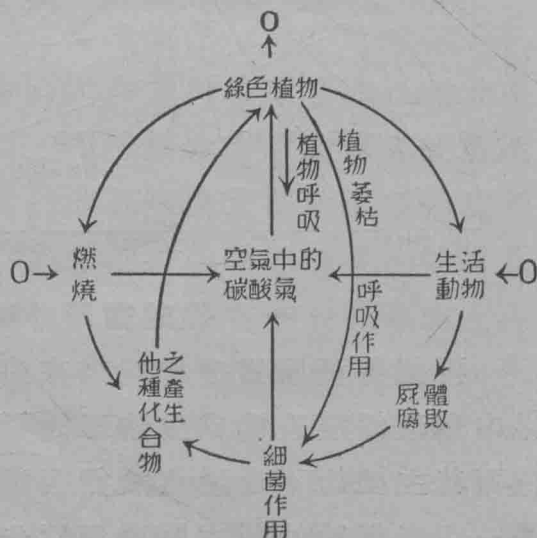 O
綠色植物
植物呼吸
植物萎枯
O
燃燒
空氣中的
碳酸氣
生活
動物
O
呼吸作用
他種化合物
之產生
屍體
腐敗
細菌作用